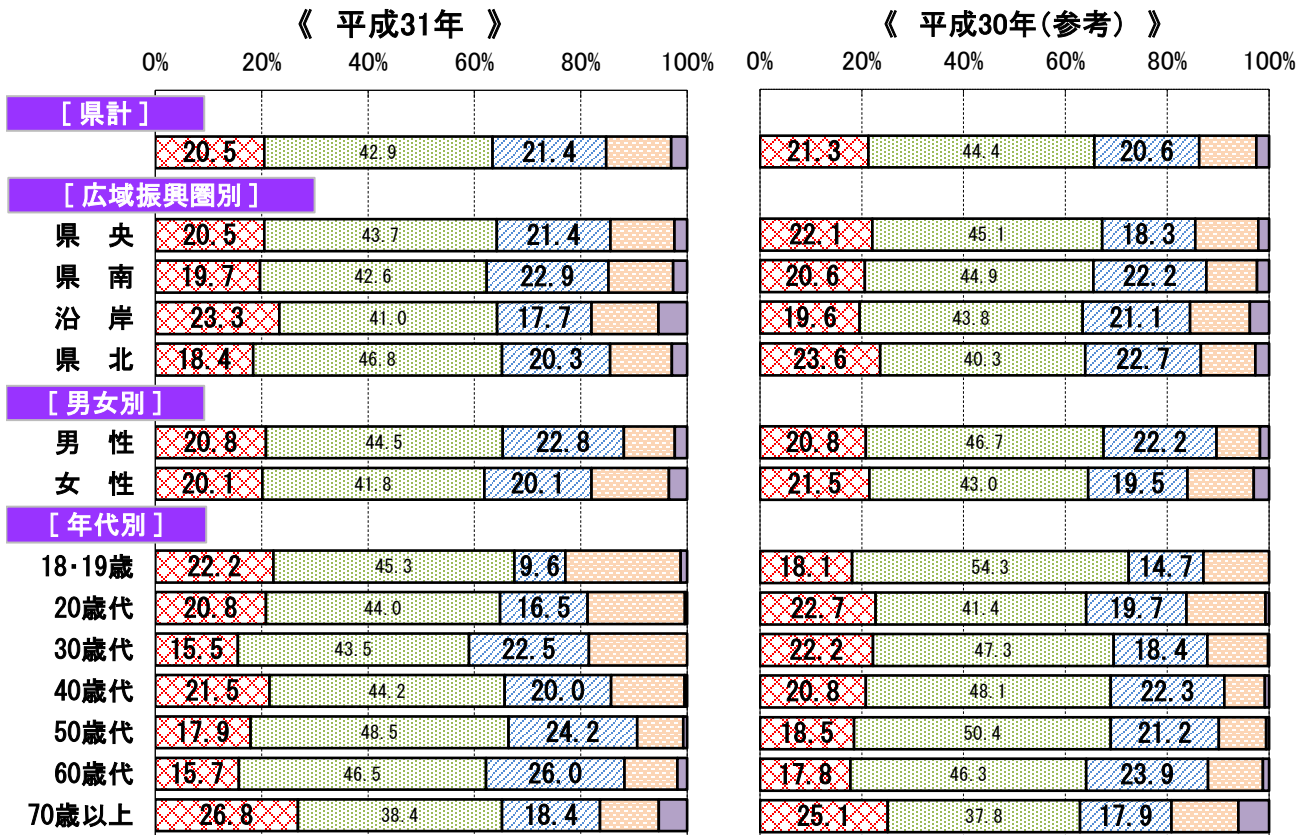 《 平成31年 》
《 平成30年(参考) 》
0% 20% 40% 60% 80% 100%
0% 20% 40% 60% 80% 100%
[ 県計 ]
20.5 42.9 21.4
21.3 44.4 20.6
[ 広域振興圏別 ]
県 央 20.5 43.7 21.4
22.1 45.1 18.3
県 南 19.7 42.6 22.9
20.6 44.9 22.2
沿 岸 23.3 41.0 17.7
19.6 43.8 21.1
県 北 18.4 46.8 20.3
23.6 40.3 22.7
[ 男女別 ]
男 性 20.8 44.5 22.8
20.8 46.7 22.2
女 性 20.1 41.8 20.1
21.5 43.0 19.5
[ 年代別 ]
18・19歳 22.2 45.3 9.6
18.1 54.3 14.7
20歳代 20.8 44.0 16.5
22.7 41.4 19.7
30歳代 15.5 43.5 22.5
22.2 47.3 18.4
40歳代 21.5 44.2 20.0
20.8 48.1 22.3
50歳代 17.9 48.5 24.2
18.5 50.4 21.2
60歳代 15.7 46.5 26.0
17.8 46.3 23.9
70歳以上 26.8 38.4 18.4
25.1 37.8 17.9